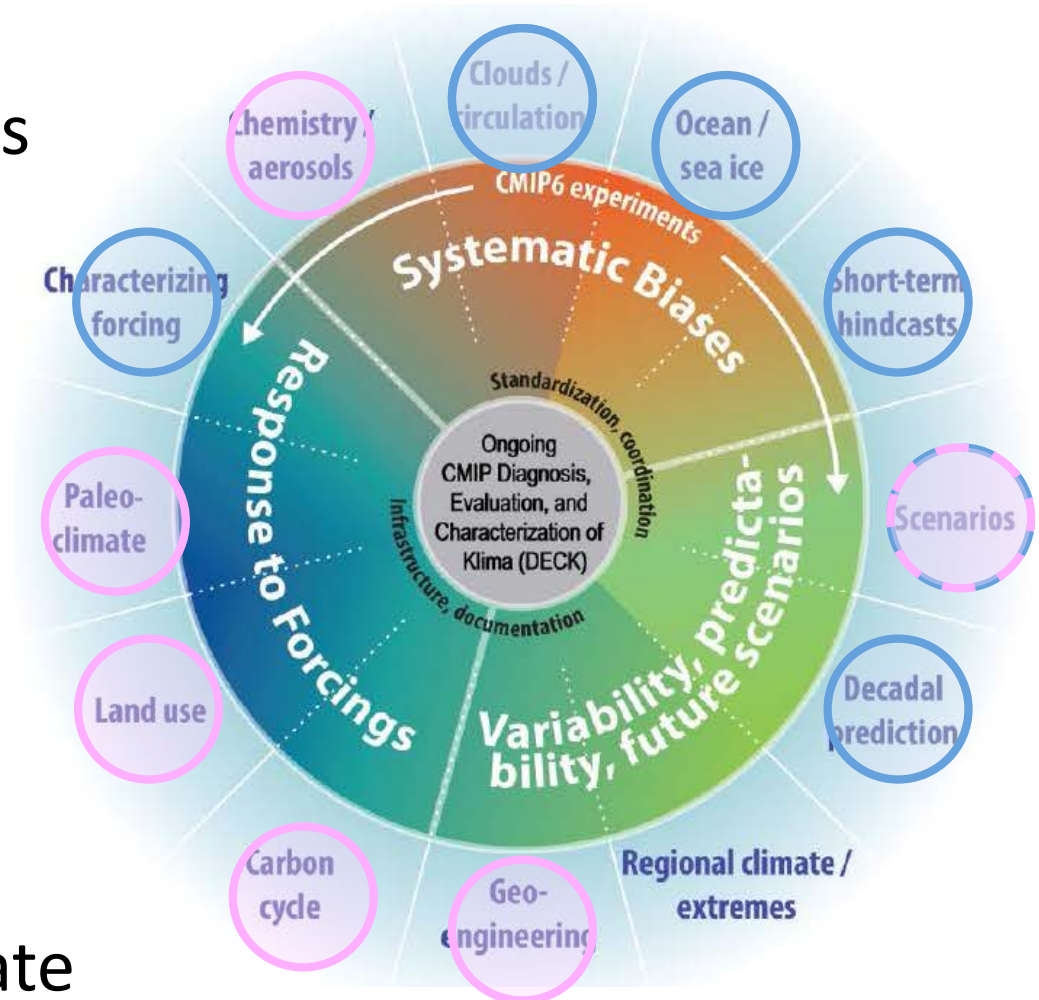 s
Clouds /
circulation
Chemistry /
aerosols
Ocean /
sea ice
CMIP6 experiments
Systematic Biases
Characterizing
forcing
Short-term
hindcasts
Standardization, coordination
Ongoing
CMIP Diagnosis,
Evaluation, and
Characterization of
Klima (DECK)
Infrastructure, documentation
Response to Forcings
Variability, predicta-
bility, future scenarios
Paleo-
climate
Scenarios
Land use
Decadal
prediction
Carbon
cycle
Geo-
engineering
Regional climate /
extremes
ate